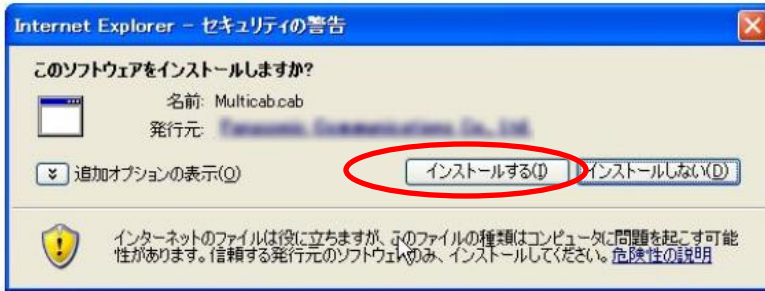 Internet Explorer - セキュリティの警告
このソフトウェアをインストールしますか?
名前: Multicab.cab
発行元:
追加オプションの表示(O)
インストールする(I)
インストールしない(D)
インターネットのファイルは役に立ちますが、このファイルの種類はコンピュータに問題を起こす可能
性があります。信頼する発行元のソフトウェアのみ、インストールしてください。危険性の説明